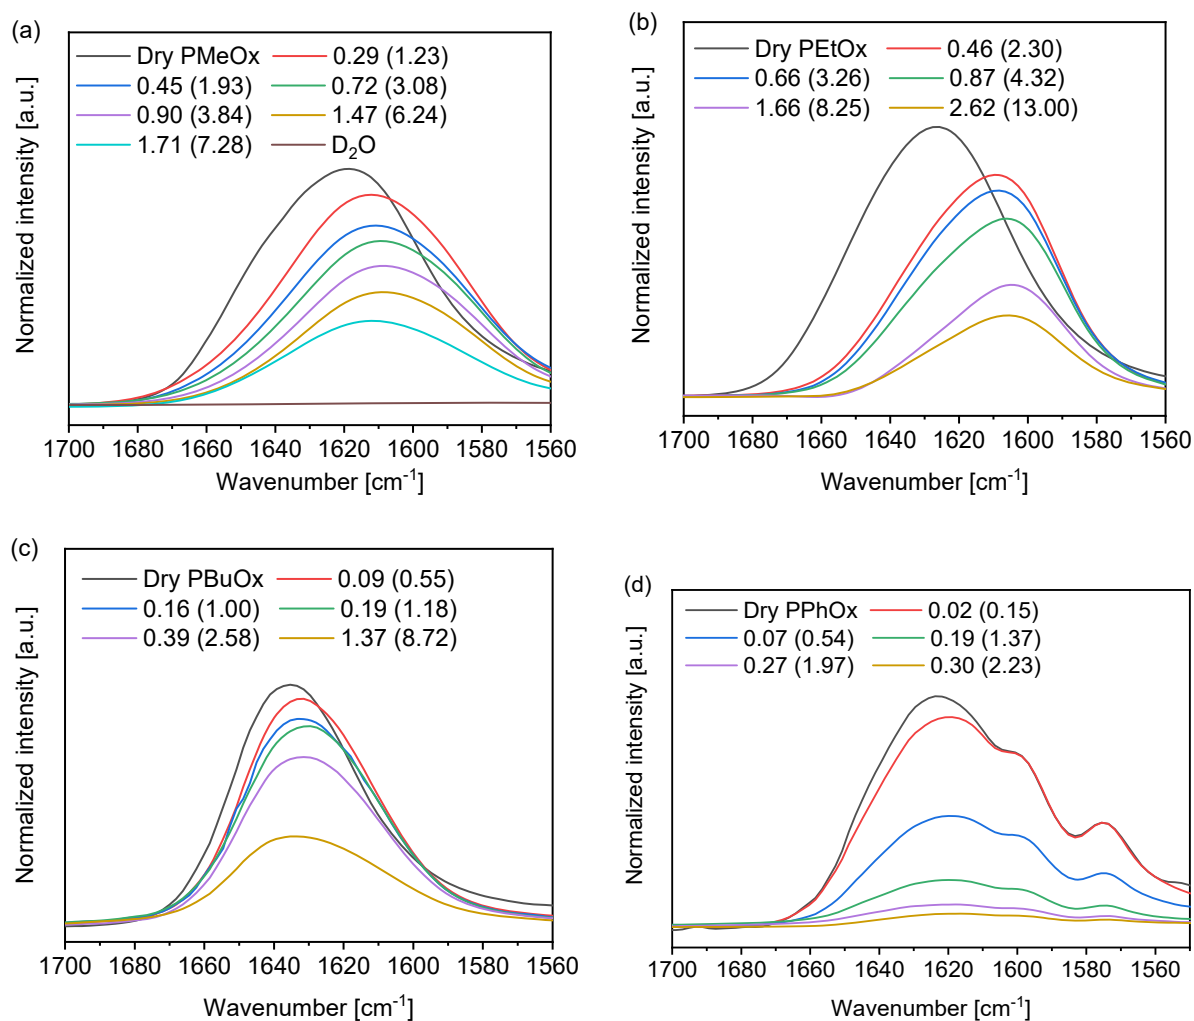 (a)
Dry PMeOx 0.29 (1.23)
0.45 (1.93) 0.72 (3.08)
0.90 (3.84) 1.47 (6.24)
1.71 (7.28) D₂O
Normalized intensity [a.u.]
1700 1680 1660 1640 1620 1600 1580 1560
Wavenumber [cm⁻¹]
(b)
Dry PEtOx 0.46 (2.30)
0.66 (3.26) 0.87 (4.32)
1.66 (8.25) 2.62 (13.00)
Normalized intensity [a.u.]
1700 1680 1660 1640 1620 1600 1580 1560
Wavenumber [cm⁻¹]
(c)
Dry PBuOx 0.09 (0.55)
0.16 (1.00) 0.19 (1.18)
0.39 (2.58) 1.37 (8.72)
Normalized intensity [a.u.]
1700 1680 1660 1640 1620 1600 1580 1560
Wavenumber [cm⁻¹]
(d)
Dry PPhOx 0.02 (0.15)
0.07 (0.54) 0.19 (1.37)
0.27 (1.97) 0.30 (2.23)
Normalized intensity [a.u.]
1700 1680 1660 1640 1620 1600 1580 1560
Wavenumber [cm⁻¹]